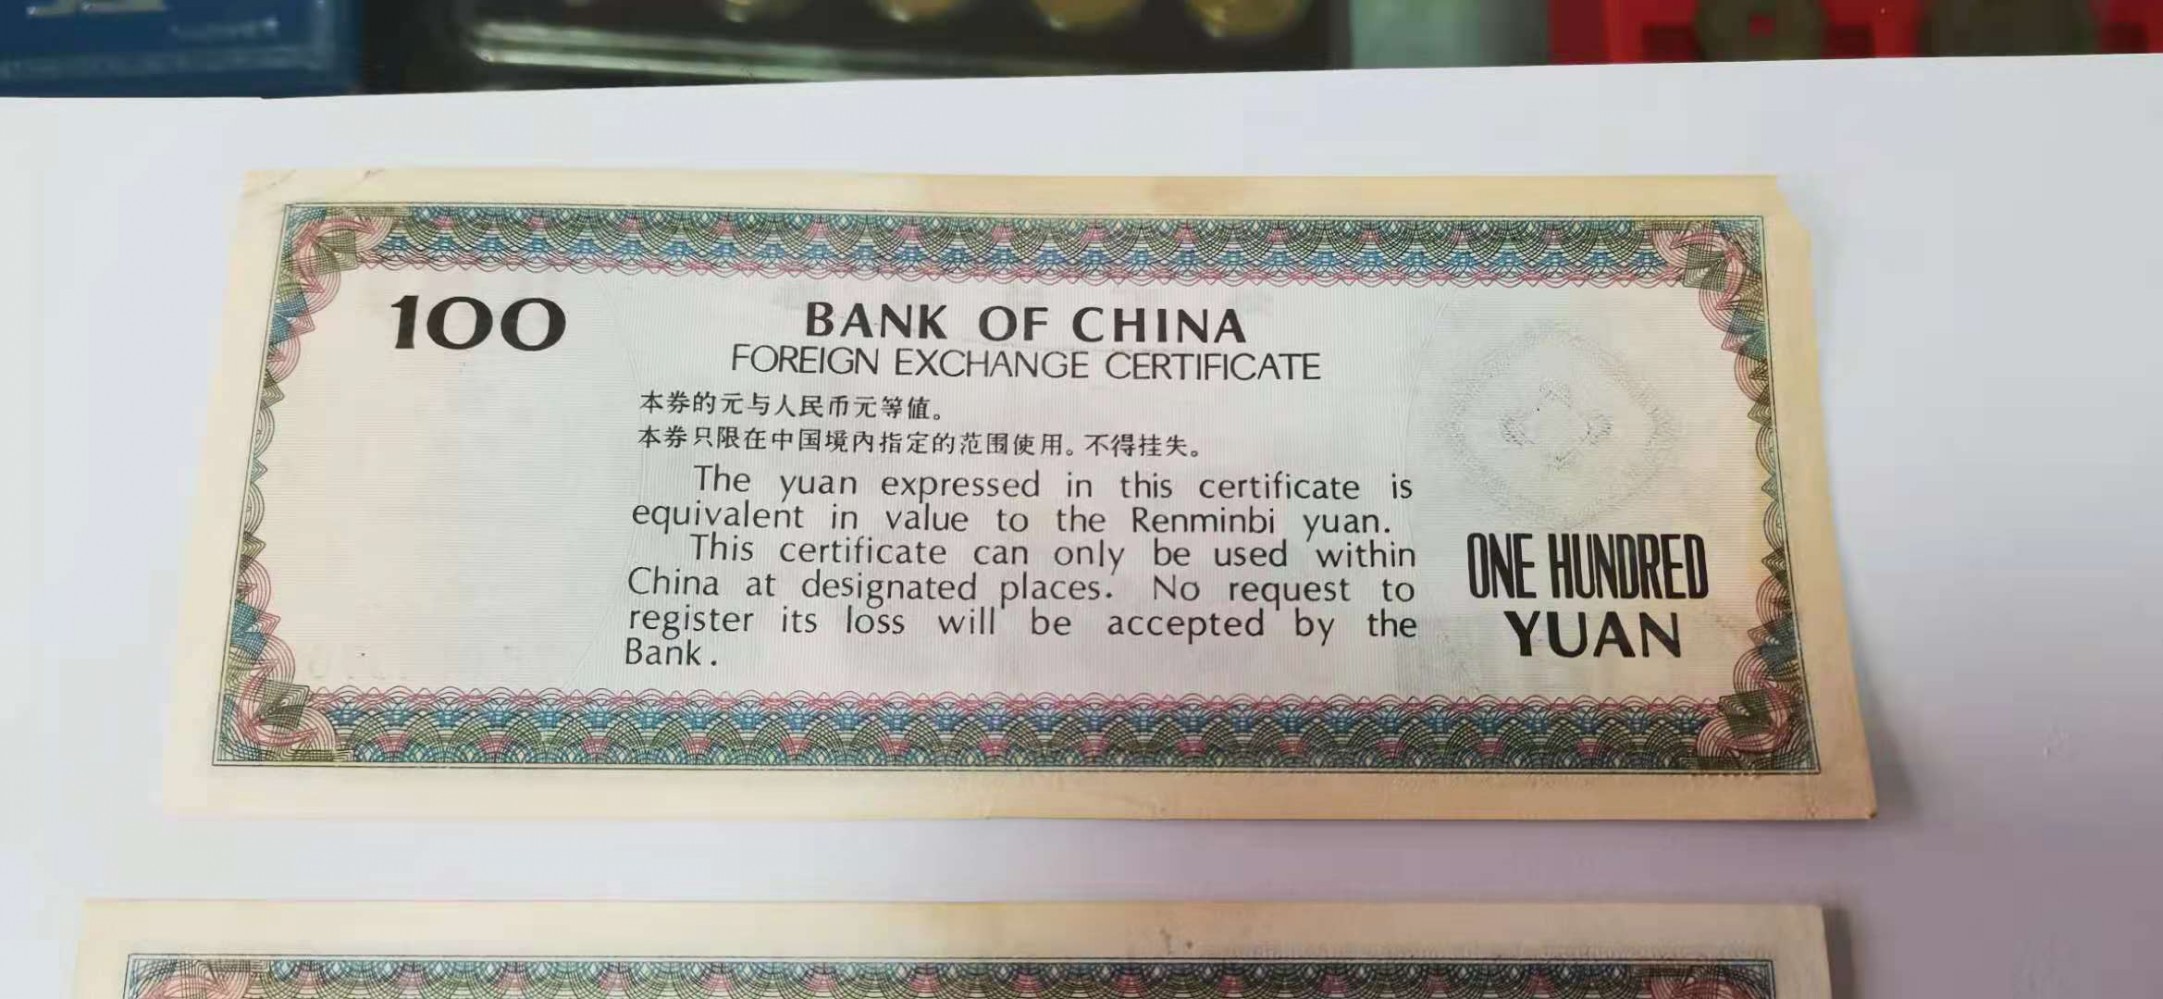 100
BANK OF CHINA
FOREIGN EXCHANGE CERTIFICATE
本券的元与人民币元等值。
本券只限在中国境内指定的范围使用。不得挂失。
The yuan expressed in this certificate is
equivalent in value to the Renminbi yuan.
This certificate can only be used within
China at designated places. No request to
register its loss will be accepted by the
Bank.
ONE HUNDRED
YUAN